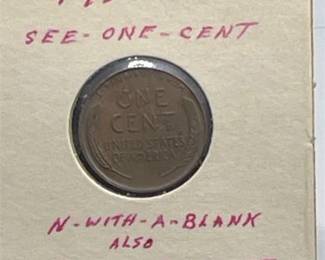 SEE-ONE-CENT
ONE
CENT
UNITED STATES
OF AMERICA
N-WITH-A-BLANK
ALSO